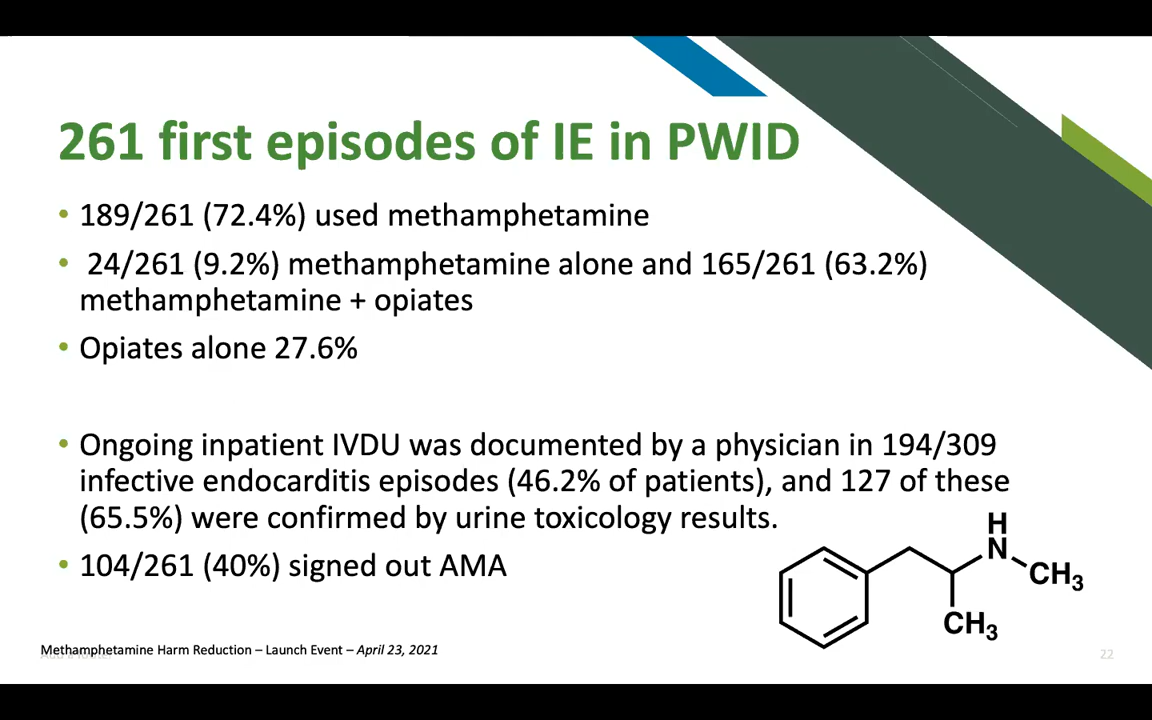 261 first episodes of IE in PWID
• 189/261 (72.4%) used methamphetamine
• 24/261 (9.2%) methamphetamine alone and 165/261 (63.2%)
methamphetamine + opiates
• Opiates alone 27.6%
• Ongoing inpatient IVDU was documented by a physician in 194/309
infective endocarditis episodes (46.2% of patients), and 127 of these
(65.5%) were confirmed by urine toxicology results.
• 104/261 (40%) signed out AMA
H
N
CH3
CH3
Methamphetamine Harm Reduction – Launch Event – April 23, 2021
22